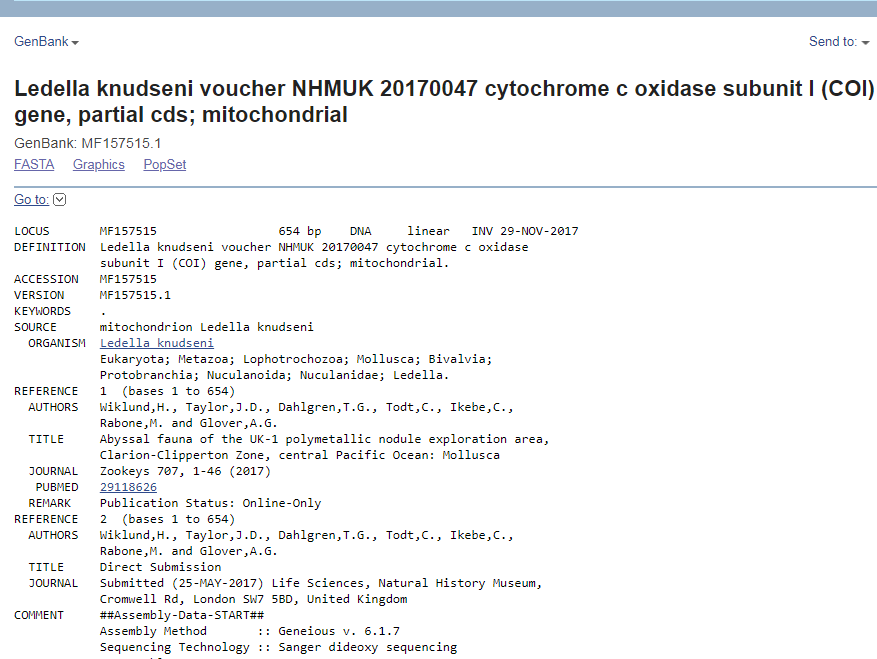 GenBank
Send to:
Ledella knudseni voucher NHMUK 20170047 cytochrome c oxidase subunit I (COI)
gene, partial cds; mitochondrial
GenBank: MF157515.1
FASTA Graphics PopSet
Go to:
LOCUS MF157515 654 bp DNA linear INV 29-NOV-2017
DEFINITION Ledella knudseni voucher NHMUK 20170047 cytochrome c oxidase
subunit I (COI) gene, partial cds; mitochondrial.
ACCESSION MF157515
VERSION MF157515.1
KEYWORDS .
SOURCE mitochondrion Ledella knudseni
ORGANISM Ledella knudseni
Eukaryota; Metazoa; Lophotrochozoa; Mollusca; Bivalvia;
Protobranchia; Nuculanoida; Nuculanidae; Ledella.
REFERENCE 1 (bases 1 to 654)
AUTHORS Wiklund,H., Taylor,J.D., Dahlgren,T.G., Todt,C., Ikebe,C.,
Rabone,M. and Glover,A.G.
TITLE Abyssal fauna of the UK-1 polymetallic nodule exploration area,
Clarion-Clipperton Zone, central Pacific Ocean: Mollusca
JOURNAL Zookeys 707, 1-46 (2017)
PUBMED 29118626
REMARK Publication Status: Online-Only
REFERENCE 2 (bases 1 to 654)
AUTHORS Wiklund,H., Taylor,J.D., Dahlgren,T.G., Todt,C., Ikebe,C.,
Rabone,M. and Glover,A.G.
TITLE Direct Submission
JOURNAL Submitted (25-MAY-2017) Life Sciences, Natural History Museum,
Cromwell Rd, London SW7 5BD, United Kingdom
COMMENT ##Assembly-Data-START##
Assembly Method :: Geneious v. 6.1.7
Sequencing Technology :: Sanger dideoxy sequencing